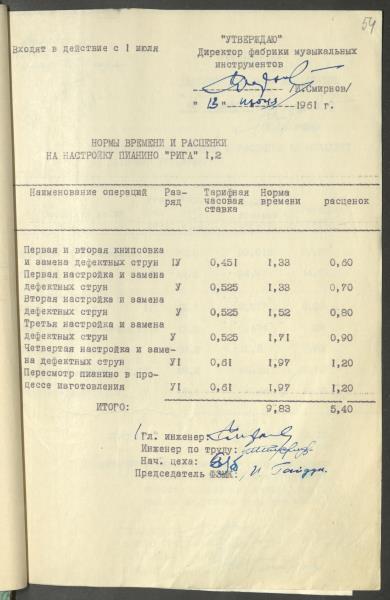 54
"УТВЕРЖДАЮ"
Входят в действие с 1 июля
Директор фабрики музыкальных
инструментов
/И.Смирнов/
" 13 " июня 1961 г.
НОРМЫ ВРЕМЕНИ И РАСЦЕНКИ
НА НАСТРОЙКУ ПИАНИНО "РИГА" 1,2
Наименование операций Раз- Тарифная Норма
ряд часовая времени расценок
ставка
Первая и вторая книпсовка
и замена дефектных струн IУ 0,451 1,33 0,60
Первая настройка и замена
дефектных струн У 0,525 1,33 0,70
Вторая настройка и замена
дефектных струн У 0,525 1,52 0,80
Третья настройка и замена
дефектных струн У 0,525 1,71 0,90
Четвертая настройка и заме-
на дефектных струн УI 0,61 1,97 1,20
Пересмотр пианино в про-
цессе изготовления УI 0,61 1,97 1,20
ИТОГО: 9,83 5,40
Гл. инженер:
Инженер по труду:
Нач. цеха:
Председатель ФЗМК: